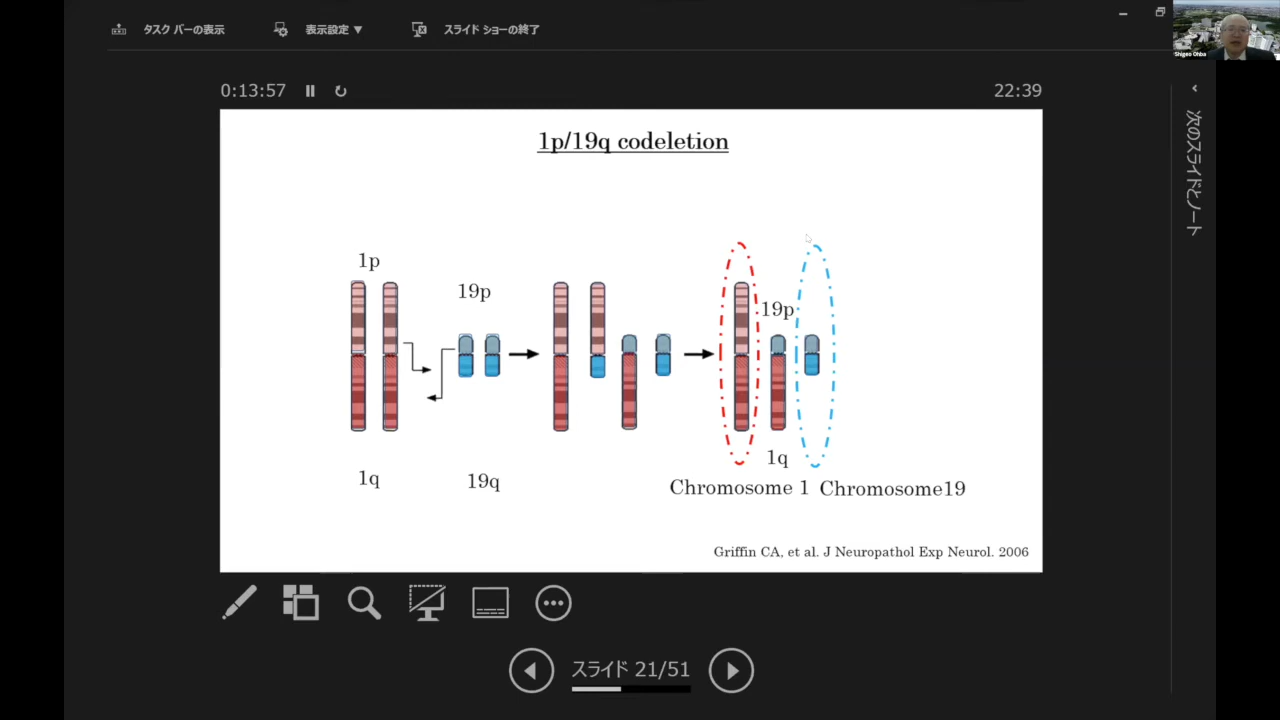 タスク バーの表示
表示設定 ▼
スライド ショーの終了
Shigeo Ohba
0:13:57
22:39
次のスライドとノート
1p/19q codeletion
1p
19p
19p
1q
19q
1q
Chromosome 1
Chromosome19
Griffin CA, et al. J Neuropathol Exp Neurol. 2006
スライド 21/51